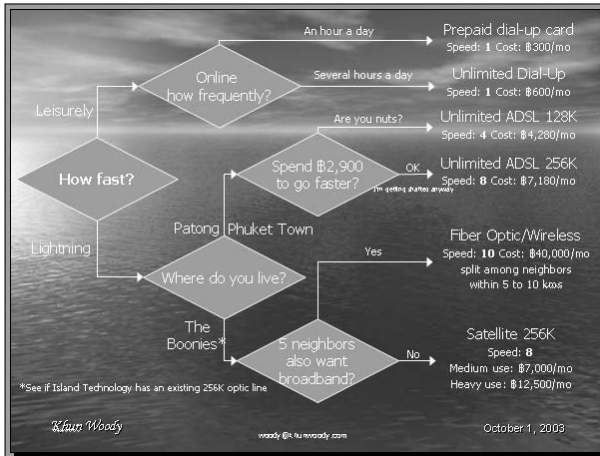 An hour a day
Prepaid dial-up card
Speed: 1 Cost: ฿300/mo
Online
how frequently?
Several hours a day
Unlimited Dial-Up
Speed: 1 Cost: ฿600/mo
Leisurely
Are you nuts?
Unlimited ADSL 128K
Speed: 4 Cost: ฿4,280/mo
How fast?
Spend ฿2,900
to go faster?
OK
I'm getting shafted anyway
Unlimited ADSL 256K
Speed: 8 Cost: ฿7,180/mo
Lightning
Patong
Phuket Town
Where do you live?
Yes
Fiber Optic/Wireless
Speed: 10 Cost: ฿40,000/mo
split among neighbors
within 5 to 10 kms
The
Boonies*
5 neighbors
also want
broadband?
No
Satellite 256K
Speed: 8
Medium use: ฿7,000/mo
Heavy use: ฿12,500/mo
*See if Island Technology has an existing 256K optic line
Khun Woody
woody@khunwoody.com
October 1, 2003